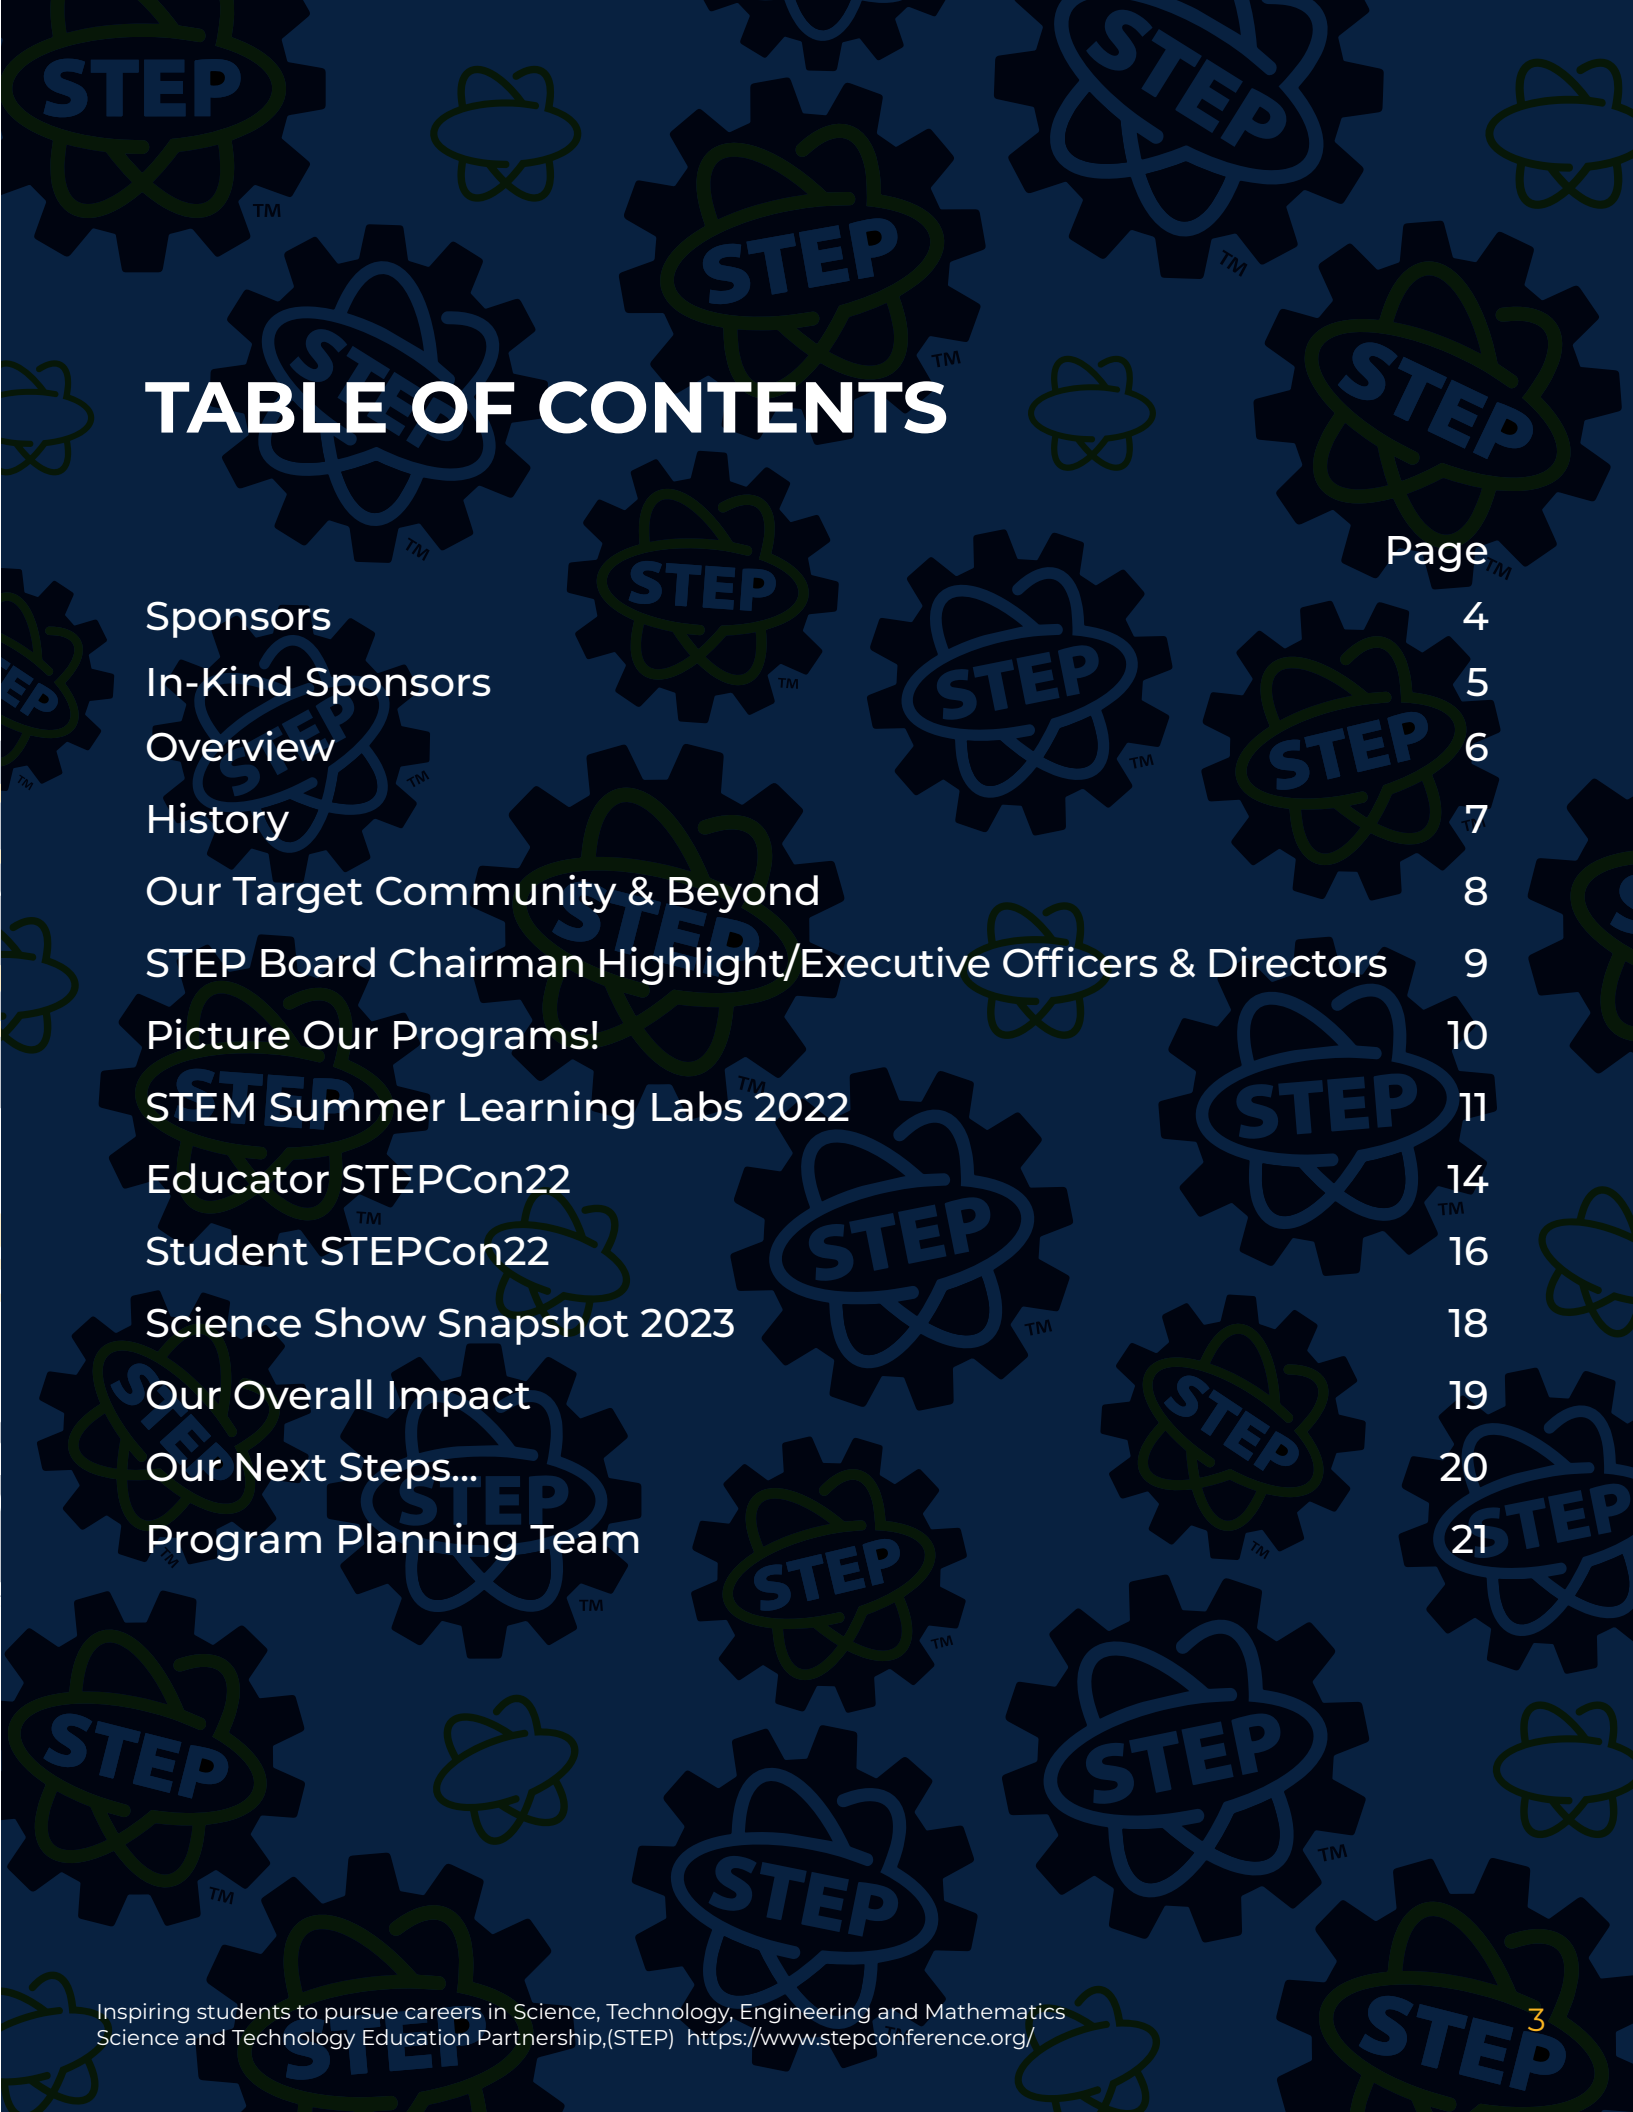 TABLE OF CONTENTS
Page
Sponsors 4
In-Kind Sponsors 5
Overview 6
History 7
Our Target Community & Beyond 8
STEP Board Chairman Highlight/Executive Officers & Directors 9
Picture Our Programs! 10
STEM Summer Learning Labs 2022 11
Educator STEPCon22 14
Student STEPCon22 16
Science Show Snapshot 2023 18
Our Overall Impact 19
Our Next Steps... 20
Program Planning Team 21
Inspiring students to pursue careers in Science, Technology, Engineering and Mathematics
Science and Technology Education Partnership,(STEP) https://www.stepconference.org/
3